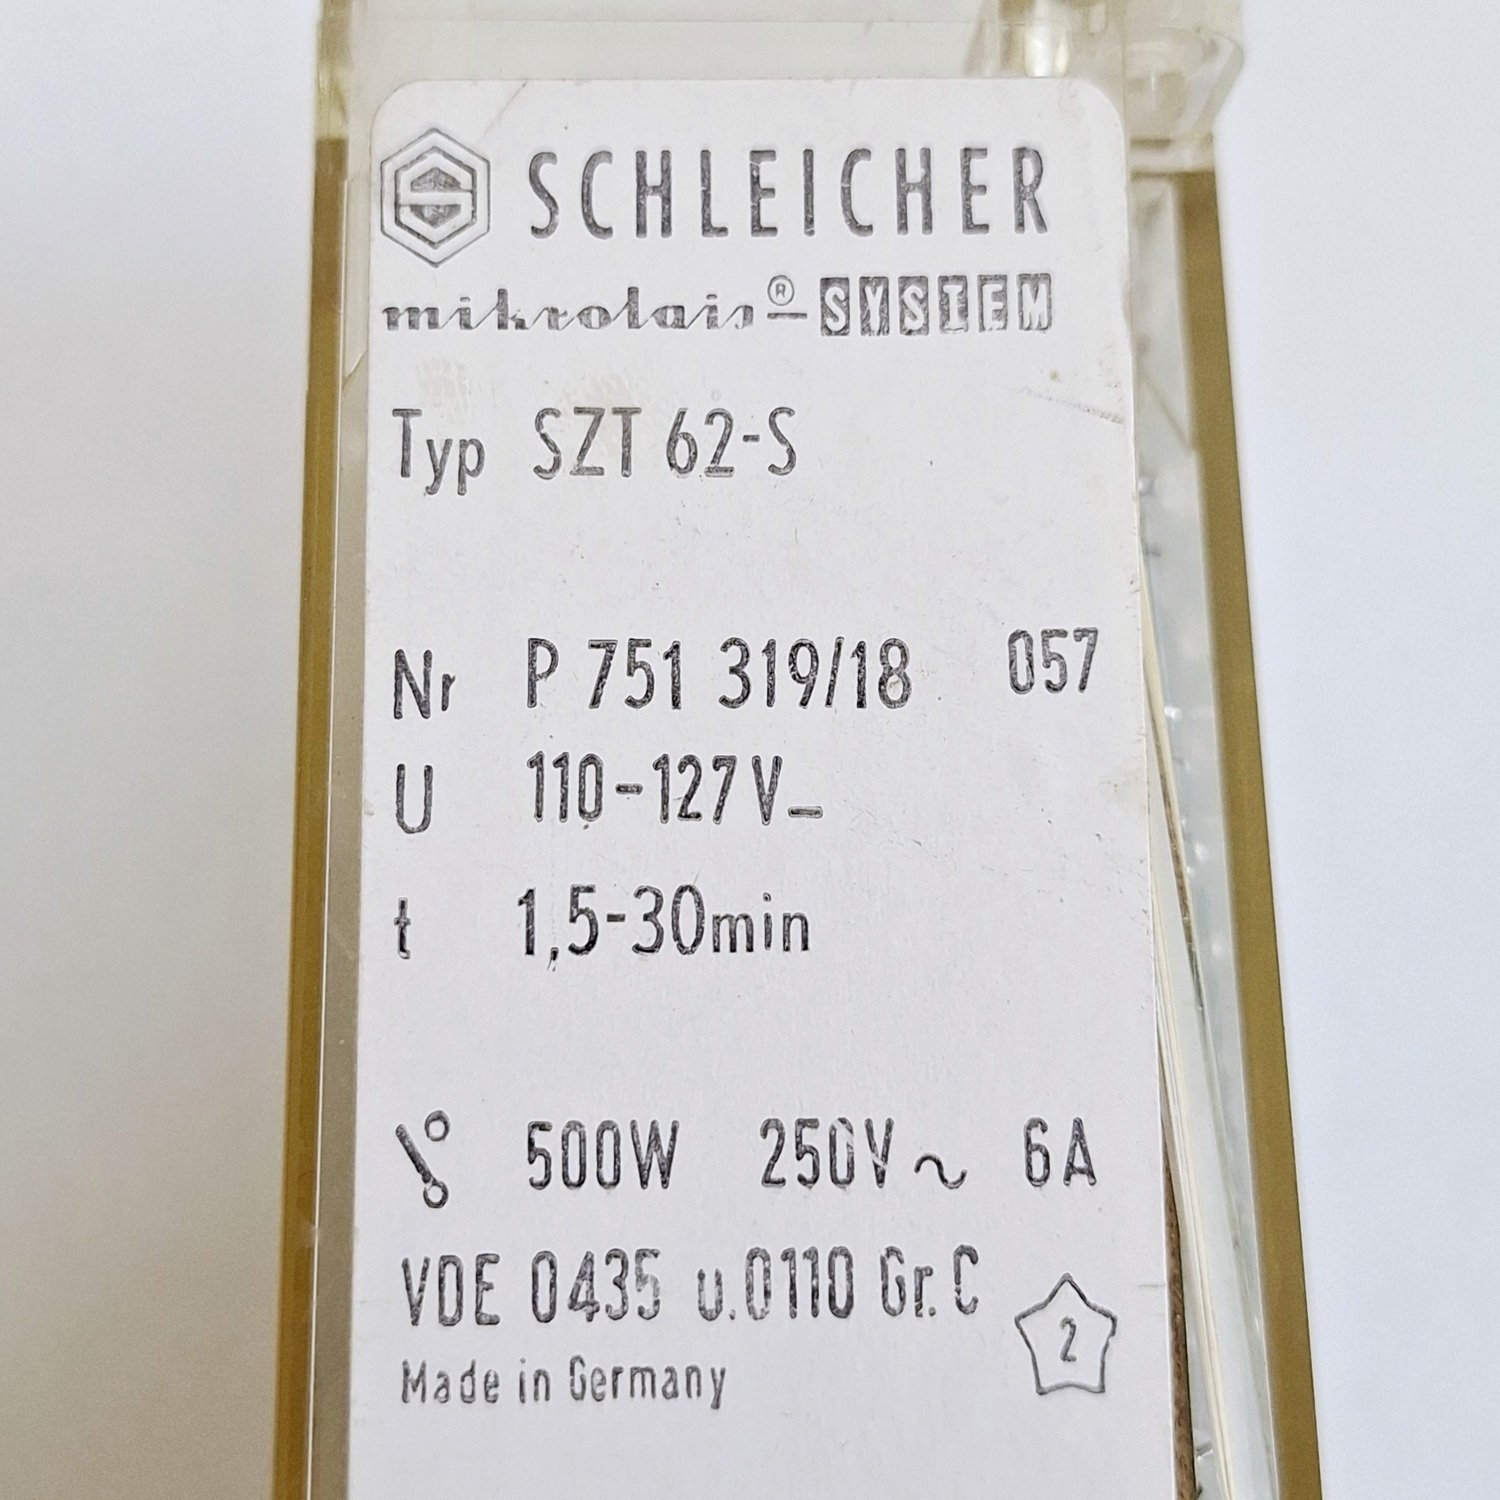 SCHLEICHER
mikrolais®-SYSTEM
Typ SZT 62-S
Nr P 751 319/18 057
U 110-127V–
t 1,5-30min
500W 250V~ 6A
VDE 0435 u.0110 Gr.C
2
Made in Germany